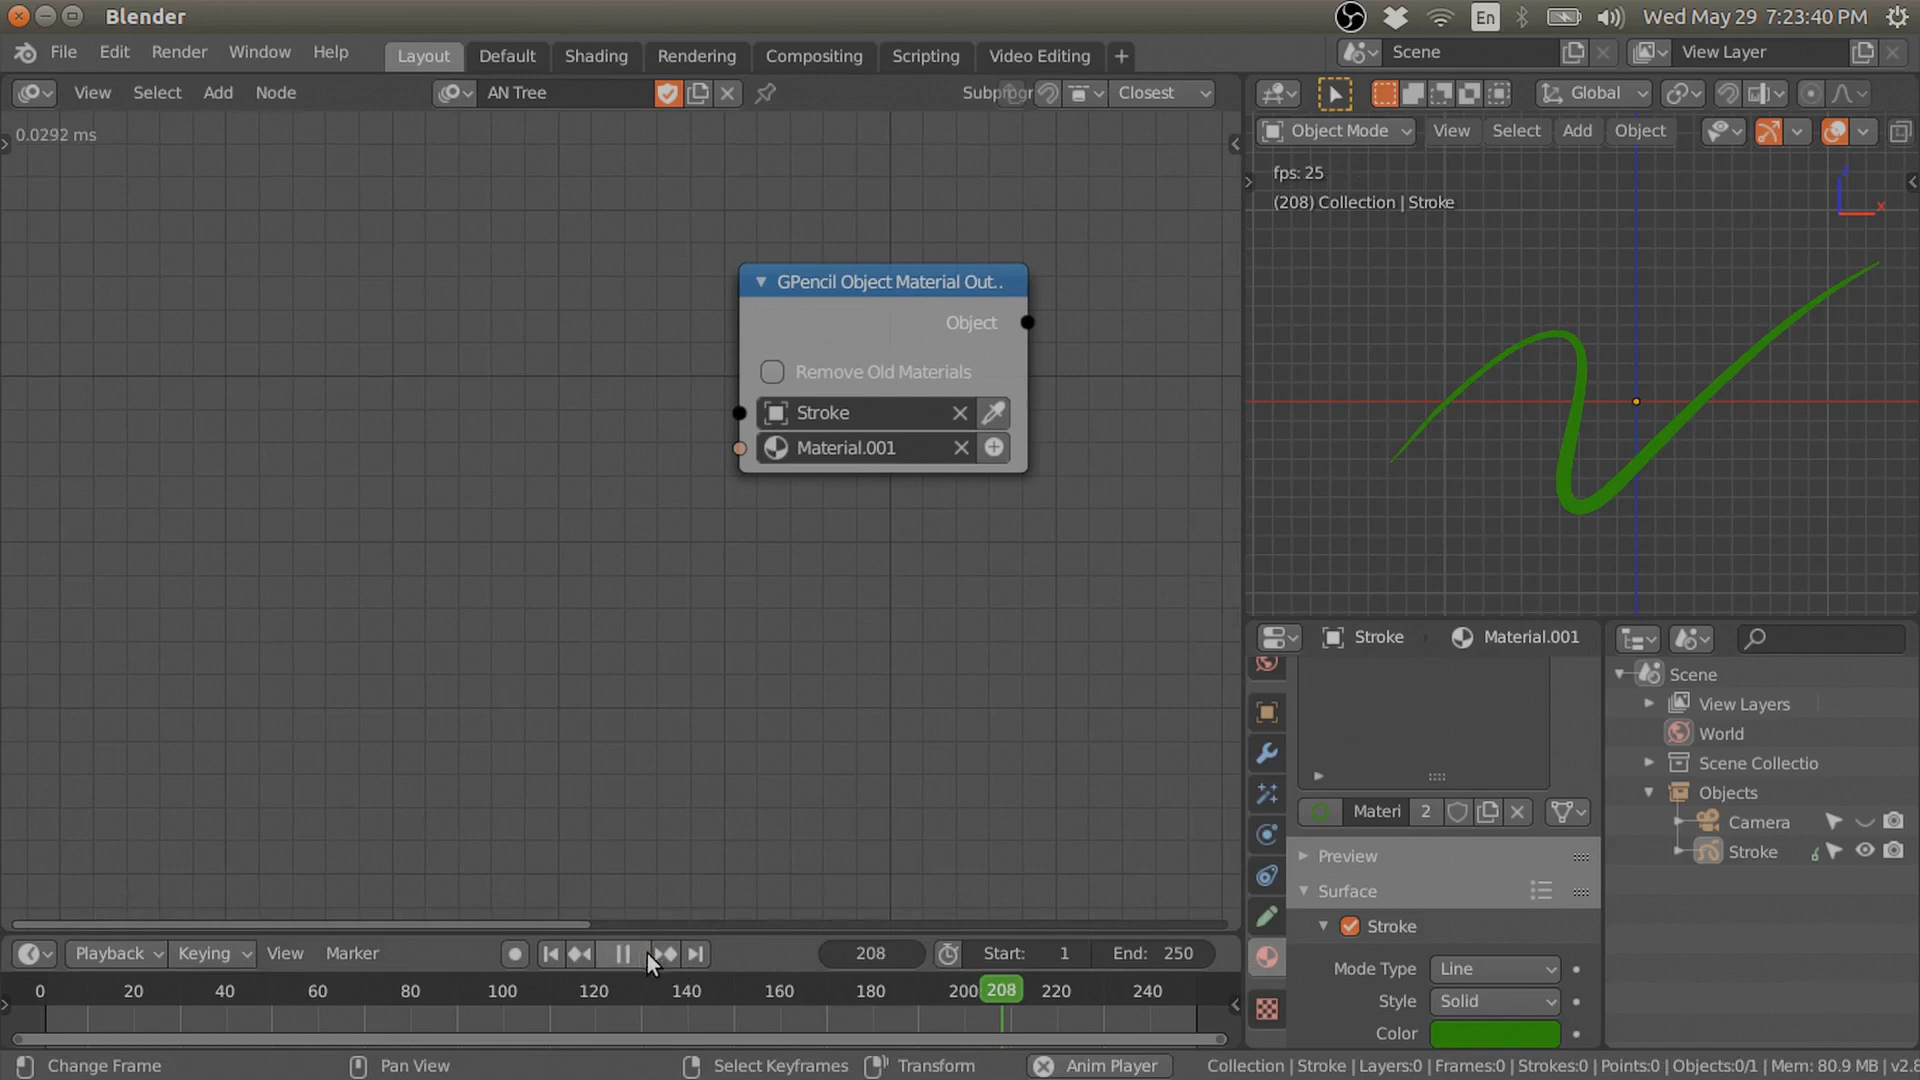 Blender
En
Wed May 29 7:23:40 PM
File Edit Render Window Help
Layout Default Shading Rendering Compositing Scripting Video Editing +
Scene
View Layer
View Select Add Node
AN Tree
Closest
Global
Object Mode View Select Add Object
0.0292 ms
fps: 25
(208) Collection | Stroke
z
x
GPencil Object Material Out..
Object
Remove Old Materials
Stroke
Material.001
Stroke
Material.001
Scene
View Layers
World
Scene Collectio
Objects
Camera
Stroke
Materi 2
Preview
Surface
Stroke
Mode Type Line
Style Solid
Color
Playback Keying View Marker
208
Start: 1
End: 250
0 20 40 60 80 100 120 140 160 180 200 208 220 240
Change Frame
Pan View
Select Keyframes
Transform
Anim Player
Collection | Stroke | Layers:0 | Frames:0 | Strokes:0 | Points:0 | Objects:0/1 | Mem: 80.9 MB | v2.8